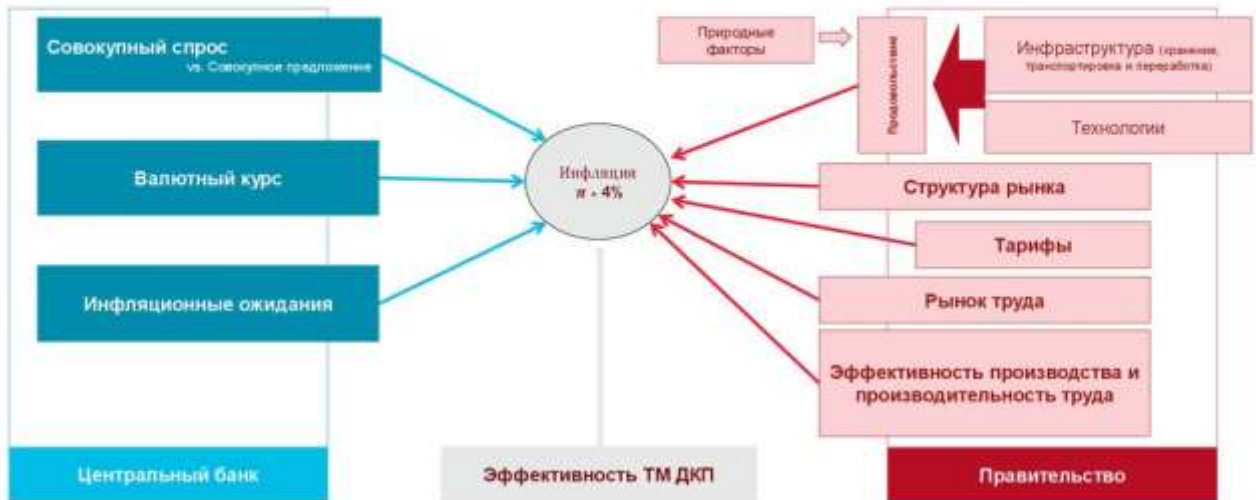 Совокупный спрос
vs. Совокупное предложение
Валютный курс
Инфляционные ожидания
Центральный банк
Инфляция
π - 4%
Эффективность ТМ ДКП
Природные
факторы
Продовольствие
Инфраструктура (хранение,
транспортировка и переработка)
Технологии
Структура рынка
Тарифы
Рынок труда
Эффективность производства и
производительность труда
Правительство